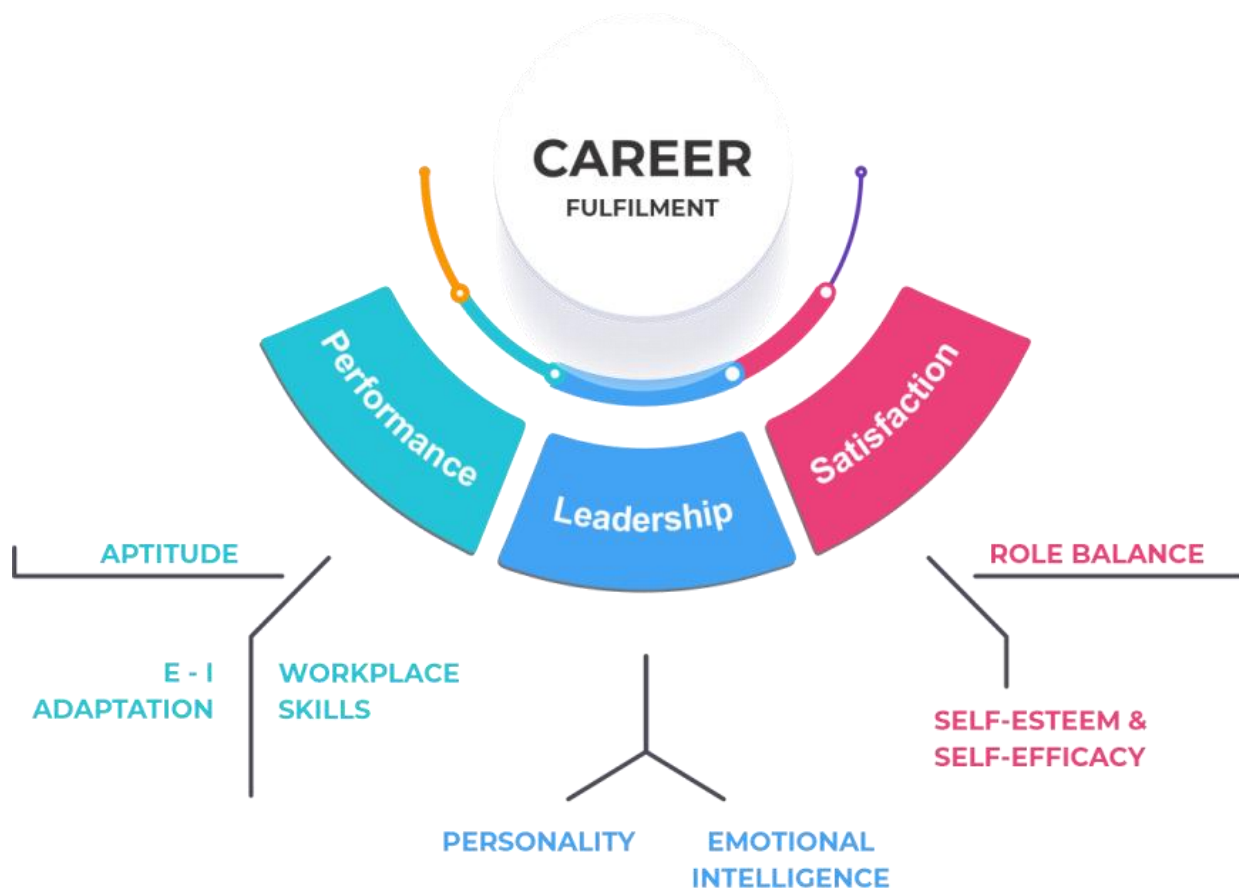 CAREER
FULFILMENT
Performance
Leadership
Satisfaction
APTITUDE
E - I
ADAPTATION
WORKPLACE
SKILLS
PERSONALITY
EMOTIONAL
INTELLIGENCE
ROLE BALANCE
SELF-ESTEEM &
SELF-EFFICACY